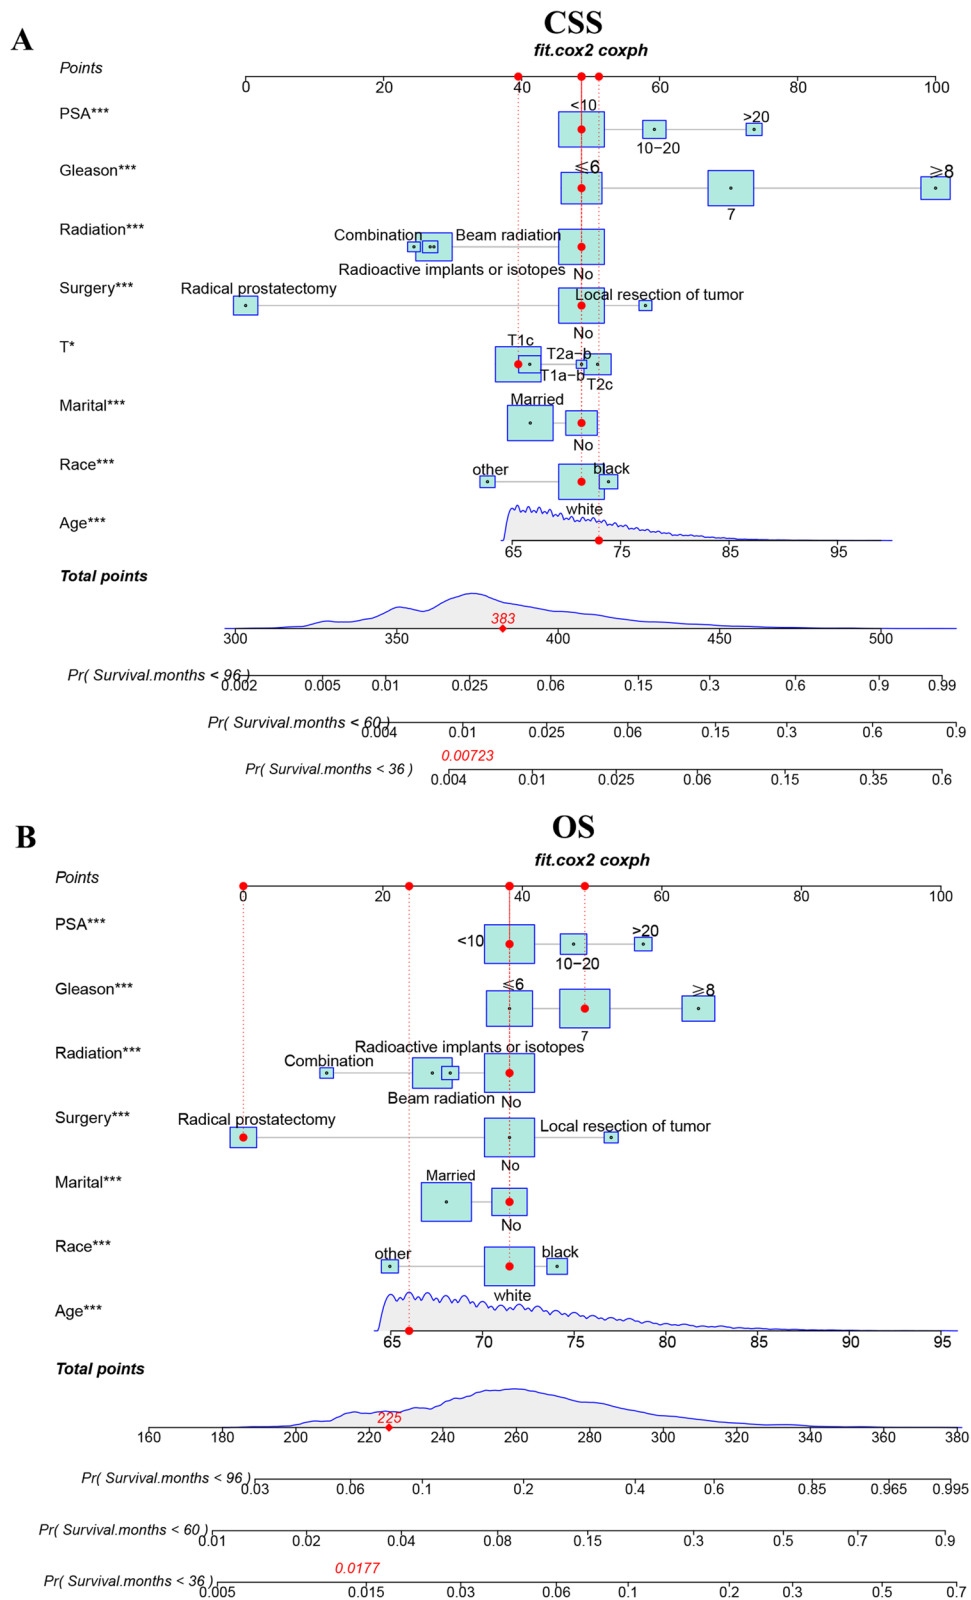 A
CSS
fit.cox2 coxph
Points
0 20 40 60 80 100
PSA***
<10
10−20
>20
Gleason***
⩽6
7
⩾8
Radiation***
Combination
Beam radiation
Radioactive implants or isotopes
No
Surgery***
Radical prostatectomy
Local resection of tumor
No
T*
T1c
T2a−b
T1a−b
T2c
Marital***
Married
No
Race***
other
black
white
Age***
65 75 85 95
Total points
383
300 350 400 450 500
Pr( Survival.months < 96 )
0.002 0.005 0.01 0.025 0.06 0.15 0.3 0.6 0.9 0.99
Pr( Survival.months < 60 )
0.004 0.01 0.025 0.06 0.15 0.3 0.6 0.9
0.00723
Pr( Survival.months < 36 )
0.004 0.01 0.025 0.06 0.15 0.35 0.6
B
OS
fit.cox2 coxph
Points
0 20 40 60 80 100
PSA***
<10
10−20
>20
Gleason***
⩽6
7
⩾8
Radiation***
Radioactive implants or isotopes
Combination
Beam radiation
No
Surgery***
Radical prostatectomy
Local resection of tumor
No
Marital***
Married
No
Race***
other
black
white
Age***
65 70 75 80 85 90 95
Total points
225
160 180 200 220 240 260 280 300 320 340 360 380
Pr( Survival.months < 96 )
0.03 0.06 0.1 0.2 0.4 0.6 0.85 0.965 0.995
Pr( Survival.months < 60 )
0.01 0.02 0.04 0.08 0.15 0.3 0.5 0.7 0.9
0.0177
Pr( Survival.months < 36 )
0.005 0.015 0.03 0.06 0.1 0.2 0.3 0.5 0.7